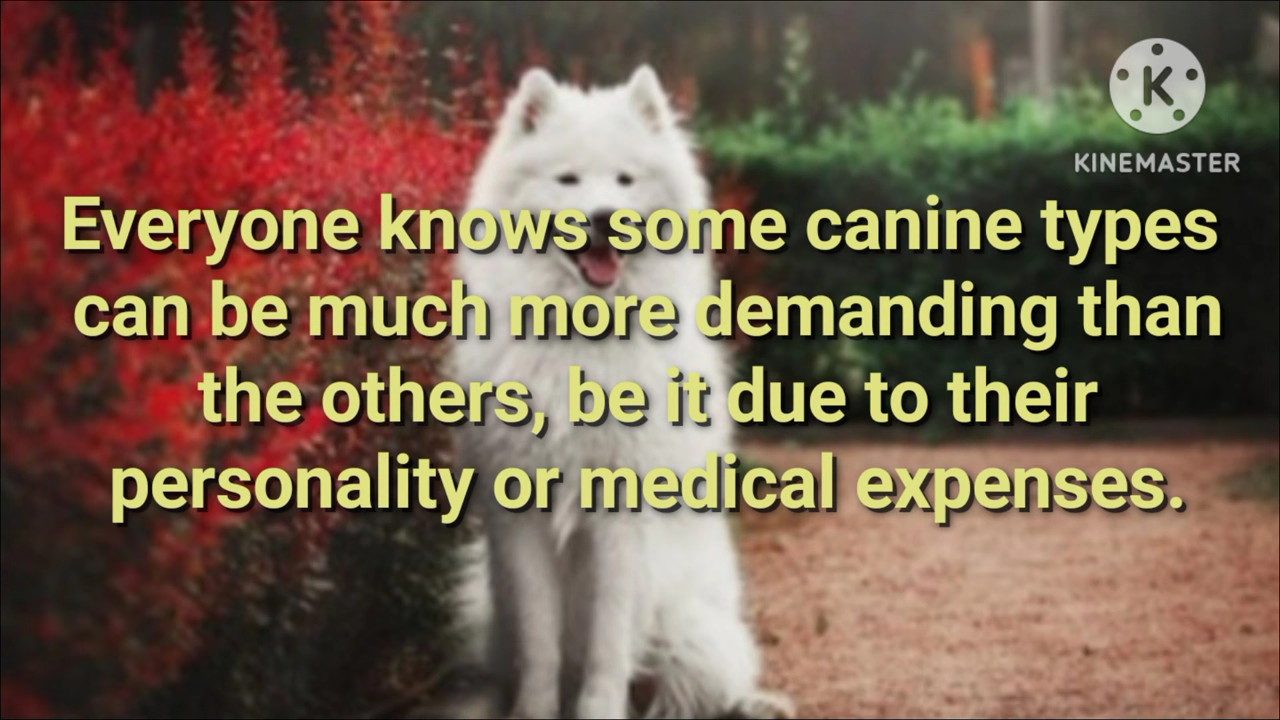 KINEMASTER
Everyone knows some canine types
can be much more demanding than
the others, be it due to their
personality or medical expenses.